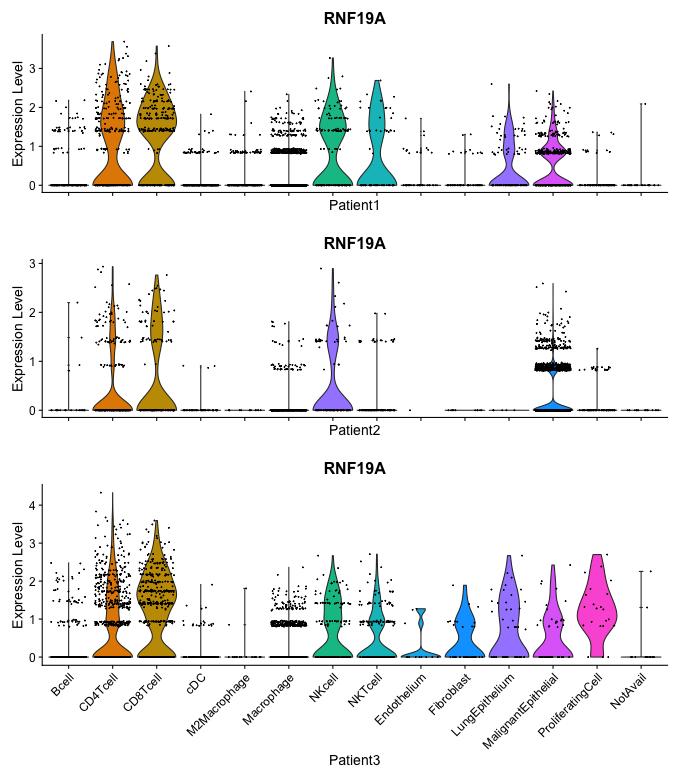 RNF19A
Expression Level
3
2
1
0
Patient1
RNF19A
Expression Level
3
2
1
0
Patient2
RNF19A
Expression Level
4
3
2
1
0
Bcell
CD4Tcell
CD8Tcell
cDC
M2Macrophage
Macrophage
NKcell
NKTcell
Endothelium
Fibroblast
LungEpithelium
MalignantEpithelial
ProliferatingCell
NotAvail
Patient3